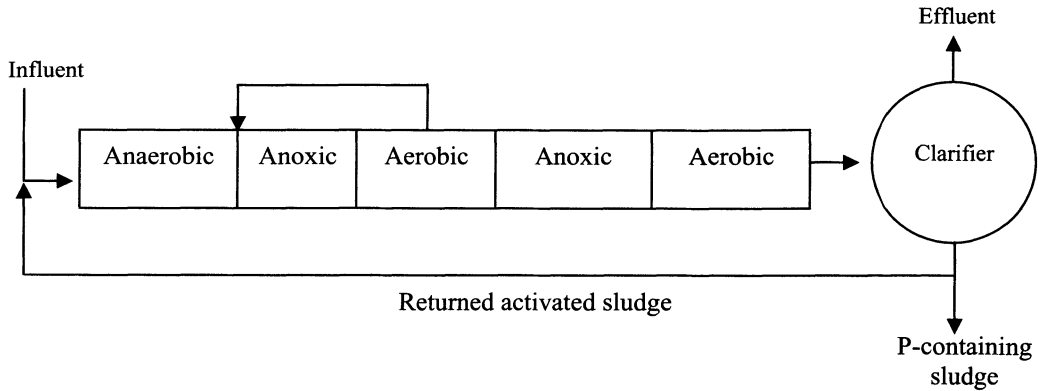 Effluent
Influent
Anaerobic
Anoxic
Aerobic
Anoxic
Aerobic
Clarifier
Returned activated sludge
P-containing
sludge